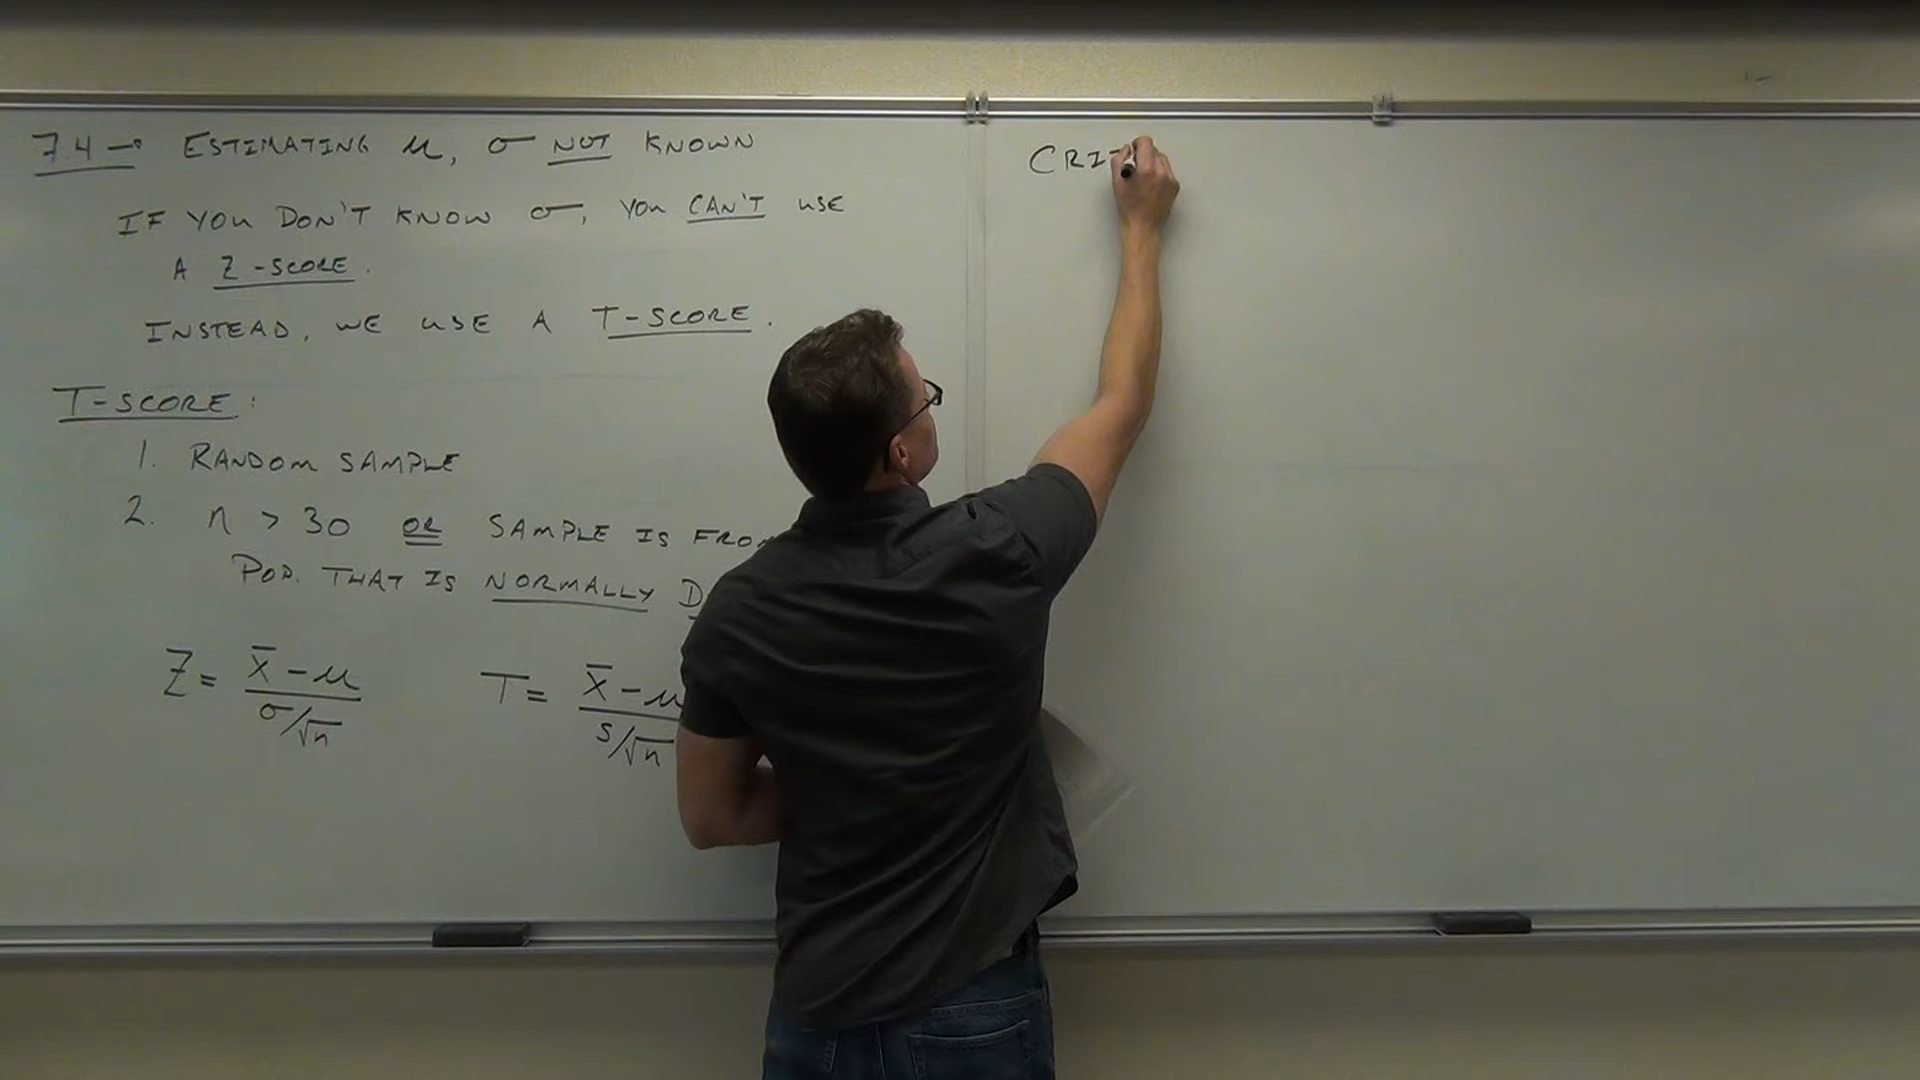 7.4 → ESTIMATING μ, σ NOT KNOWN
IF YOU DON'T KNOW σ, YOU CAN'T USE
A Z-SCORE.
INSTEAD, WE USE A T-SCORE.
T-SCORE:
1. RANDOM SAMPLE
2. n > 30 OR SAMPLE IS FROM
POP. THAT IS NORMALLY D
Z = (x̄ - μ) / (σ/√n) T = (x̄ - μ) / (s/√n)
CRIT